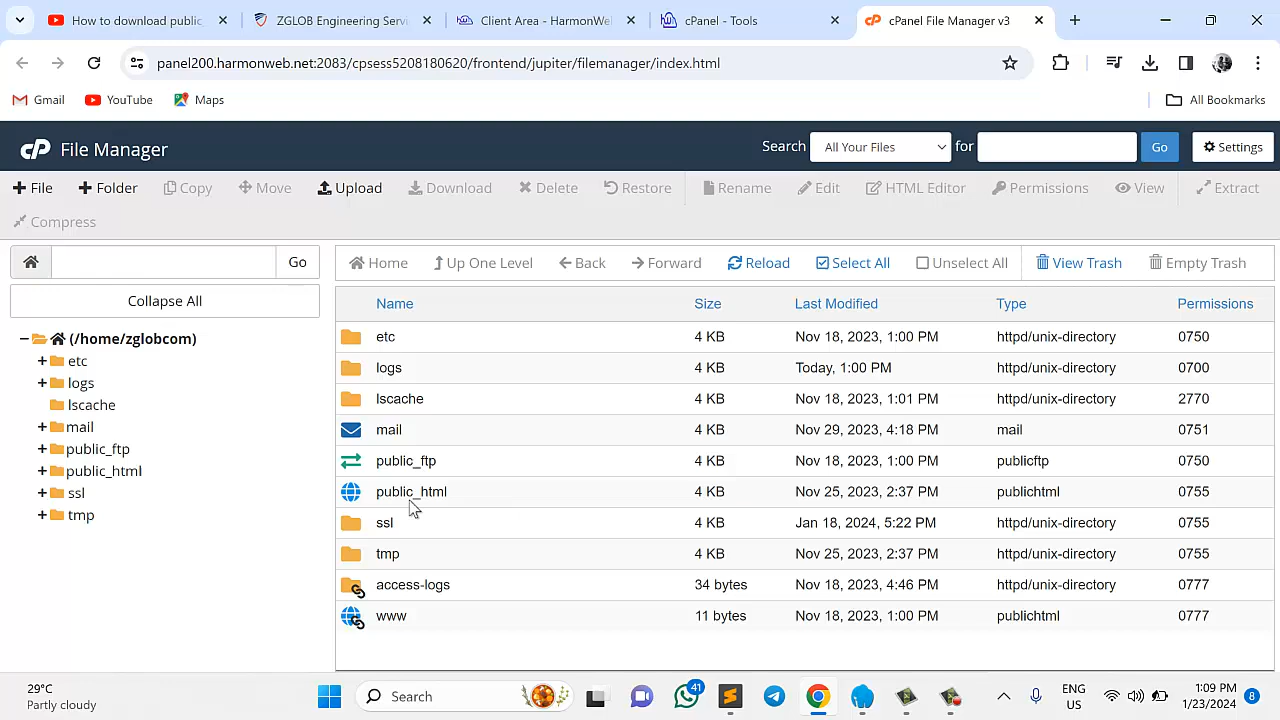 How to download public
ZGLOB Engineering Servi
Client Area - HarmonWel
cPanel - Tools
cPanel File Manager v3
panel200.harmonweb.net:2083/cpsess5208180620/frontend/jupiter/filemanager/index.html
Gmail
YouTube
Maps
All Bookmarks
cP File Manager
Search
All Your Files
for
Go
Settings
File
Folder
Copy
Move
Upload
Download
Delete
Restore
Rename
Edit
HTML Editor
Permissions
View
Extract
Compress
Go
Home
Up One Level
Back
Forward
Reload
Select All
Unselect All
View Trash
Empty Trash
Collapse All
(/home/zglobcom)
etc
logs
lscache
mail
public_ftp
public_html
ssl
tmp
Name Size Last Modified Type Permissions
etc 4 KB Nov 18, 2023, 1:00 PM httpd/unix-directory 0750
logs 4 KB Today, 1:00 PM httpd/unix-directory 0700
lscache 4 KB Nov 18, 2023, 1:01 PM httpd/unix-directory 2770
mail 4 KB Nov 29, 2023, 4:18 PM mail 0751
public_ftp 4 KB Nov 18, 2023, 1:00 PM publicftp 0750
public_html 4 KB Nov 25, 2023, 2:37 PM publichtml 0755
ssl 4 KB Jan 18, 2024, 5:22 PM httpd/unix-directory 0755
tmp 4 KB Nov 25, 2023, 2:37 PM httpd/unix-directory 0755
access-logs 34 bytes Nov 18, 2023, 4:46 PM httpd/unix-directory 0777
www 11 bytes Nov 18, 2023, 1:00 PM publichtml 0777
29°C
Partly cloudy
Search
41
ENG
US
1:09 PM
1/23/2024
8